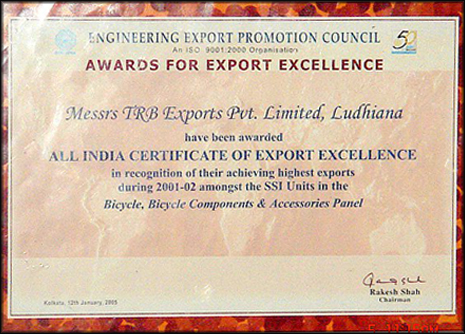 ENGINEERING EXPORT PROMOTION COUNCIL
An ISO 9001:2000 Organisation
AWARDS FOR EXPORT EXCELLENCE
Messrs TRB Exports Pvt. Limited, Ludhiana
have been awarded
ALL INDIA CERTIFICATE OF EXPORT EXCELLENCE
in recognition of their achieving highest exports
during 2001-02 amongst the SSI Units in the
Bicycle, Bicycle Components & Accessories Panel
Rakesh Shah
Chairman
Kolkata, 12th January, 2005